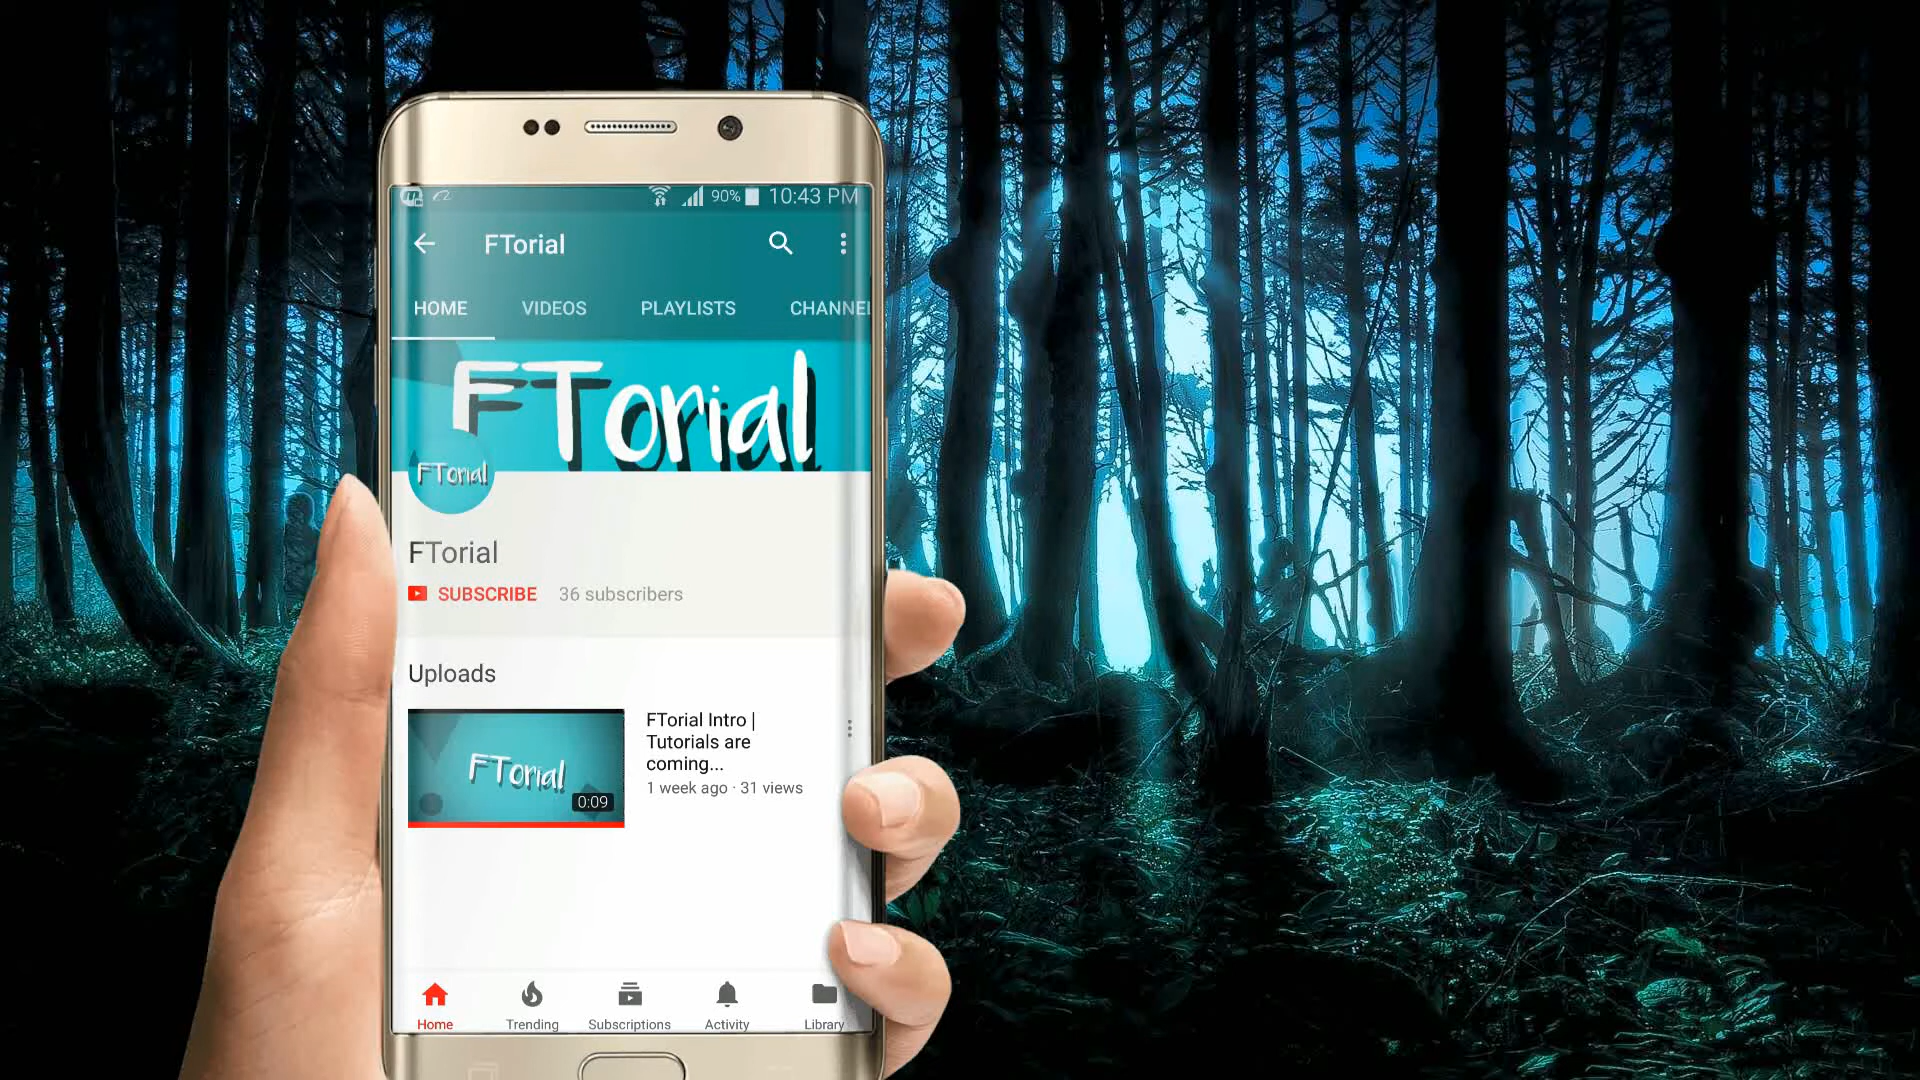 90% 10:43 PM
FTorial
HOME VIDEOS PLAYLISTS CHANNEL
FTorial
FTorial
FTorial
SUBSCRIBE 36 subscribers
Uploads
FTorial
0:09
FTorial Intro |
Tutorials are
coming...
1 week ago · 31 views
Home Trending Subscriptions Activity Library